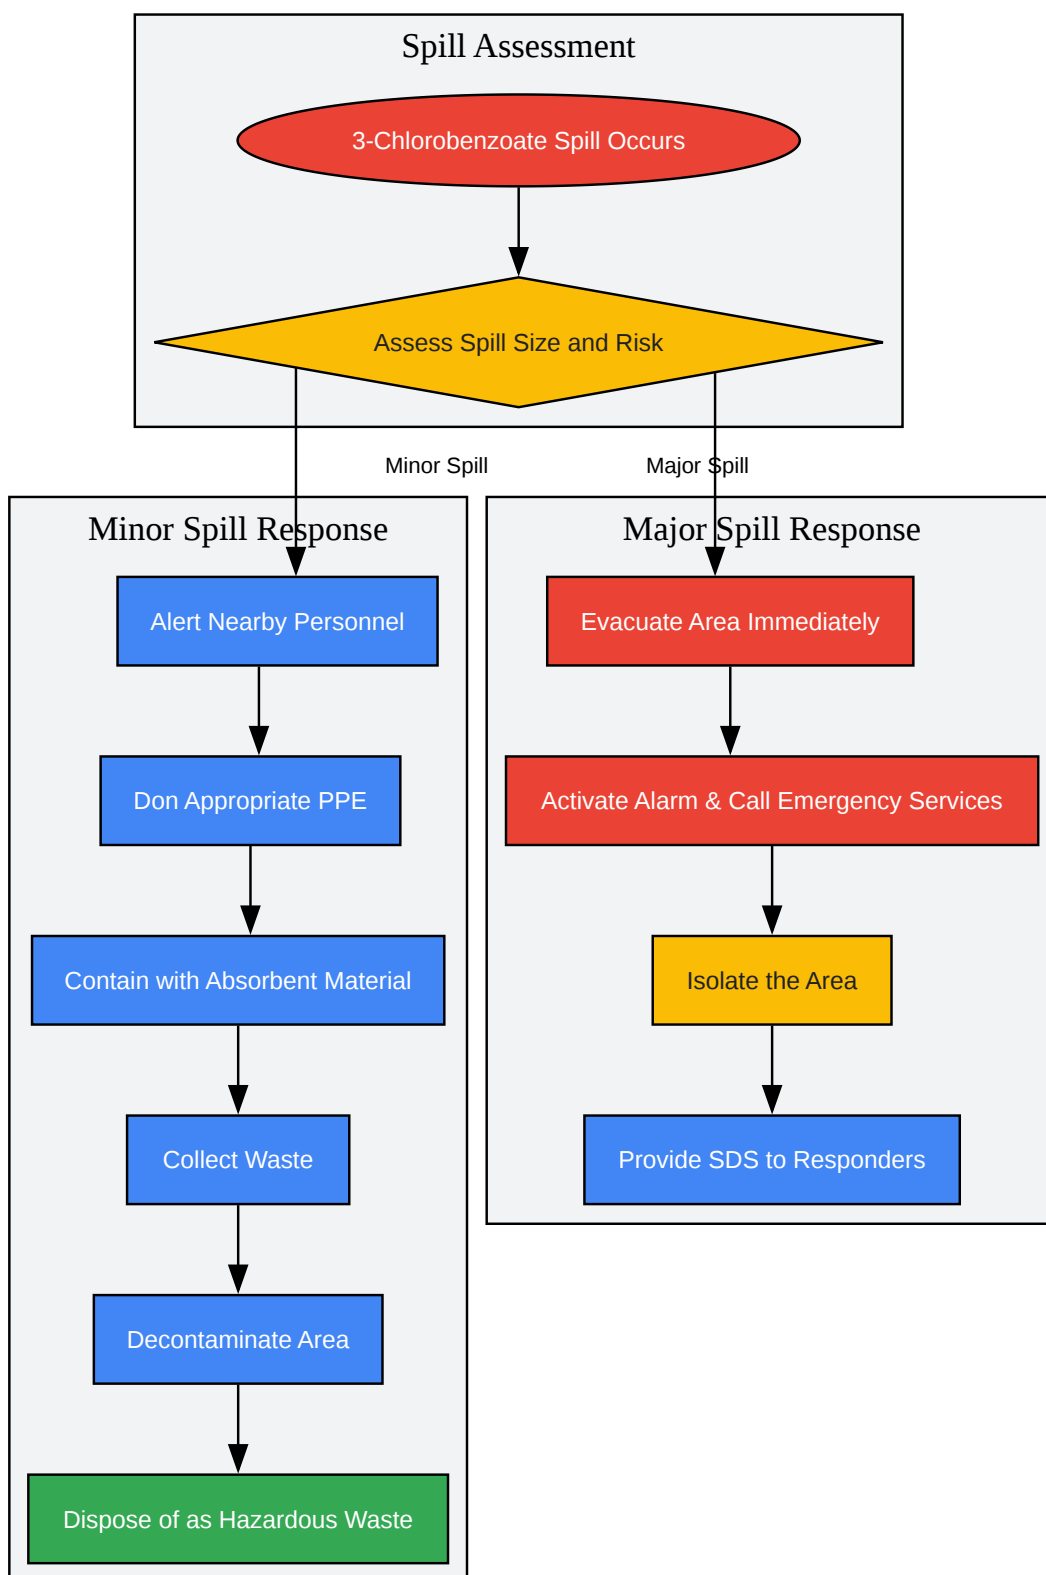 Spill Assessment
3-Chlorobenzoate Spill Occurs
Assess Spill Size and Risk
Minor Spill
Major Spill
Minor Spill Response
Alert Nearby Personnel
Don Appropriate PPE
Contain with Absorbent Material
Collect Waste
Decontaminate Area
Dispose of as Hazardous Waste
Major Spill Response
Evacuate Area Immediately
Activate Alarm & Call Emergency Services
Isolate the Area
Provide SDS to Responders